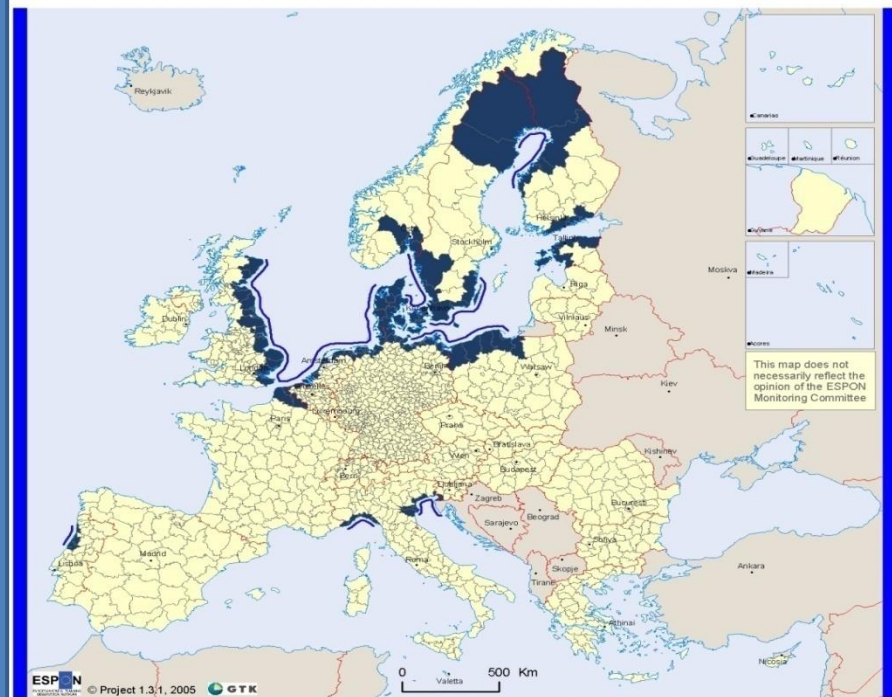 Reykjavik
Canarias
Guadeloupe
Martinique
Réunion
Guyane
Madeira
Acores
Helsinki
Tallinn
Stockholm
Riga
Vilnius
Moskva
Minsk
Dublin
London
Amsterdam
Berlin
Warsaw
Kiev
Luxembourg
Paris
Praha
Wien
Bratislava
Budapest
Kishinev
Bern
Ljubljana
Zagreb
Beograd
Bucuresti
Sarajevo
Sofiya
Skopje
Tirane
Roma
Madrid
Lisboa
Ankara
Athinai
Nicosia
Valetta
This map does not
necessarily reflect the
opinion of the ESPON
Monitoring Committee
ESPON
© Project 1.3.1, 2005
GTK
0 500 Km